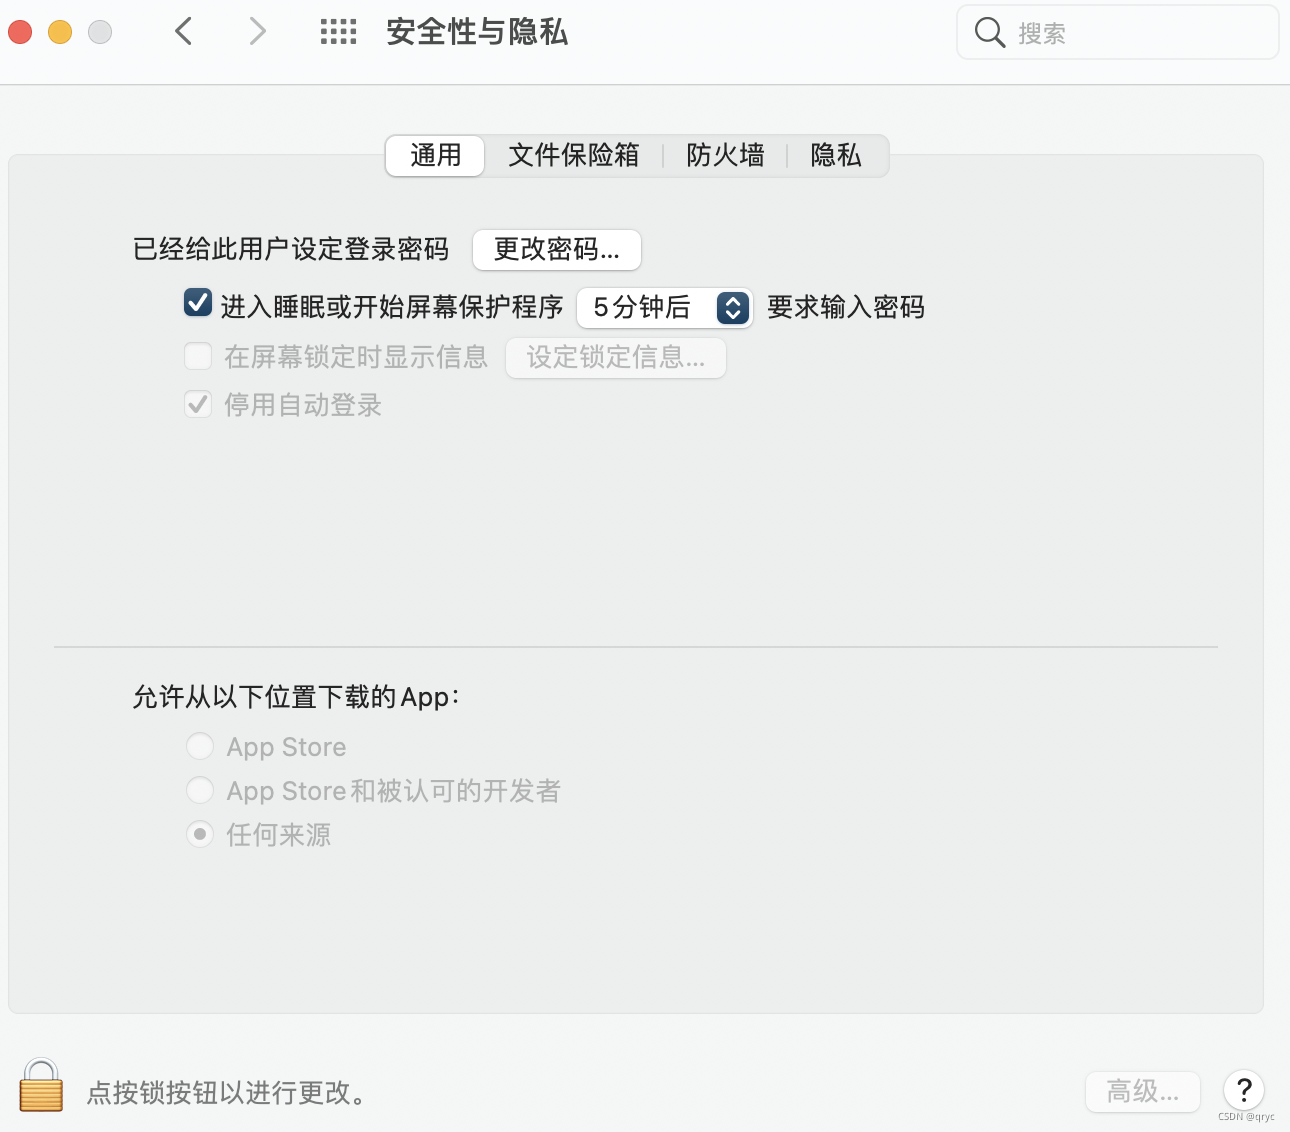 安全性与隐私
搜索
通用 文件保险箱 防火墙 隐私
已经给此用户设定登录密码 更改密码...
进入睡眠或开始屏幕保护程序 5分钟后 要求输入密码
在屏幕锁定时显示信息 设定锁定信息...
停用自动登录
允许从以下位置下载的App：
App Store
App Store和被认可的开发者
任何来源
点按锁按钮以进行更改。
高级... ?
CSDN @qryc